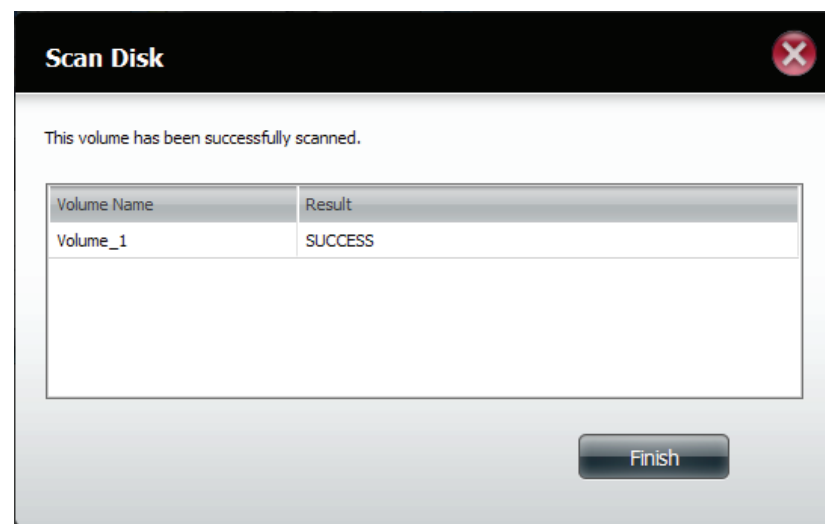 Scan Disk
This volume has been successfully scanned.
Volume Name Result
Volume_1 SUCCESS
Finish